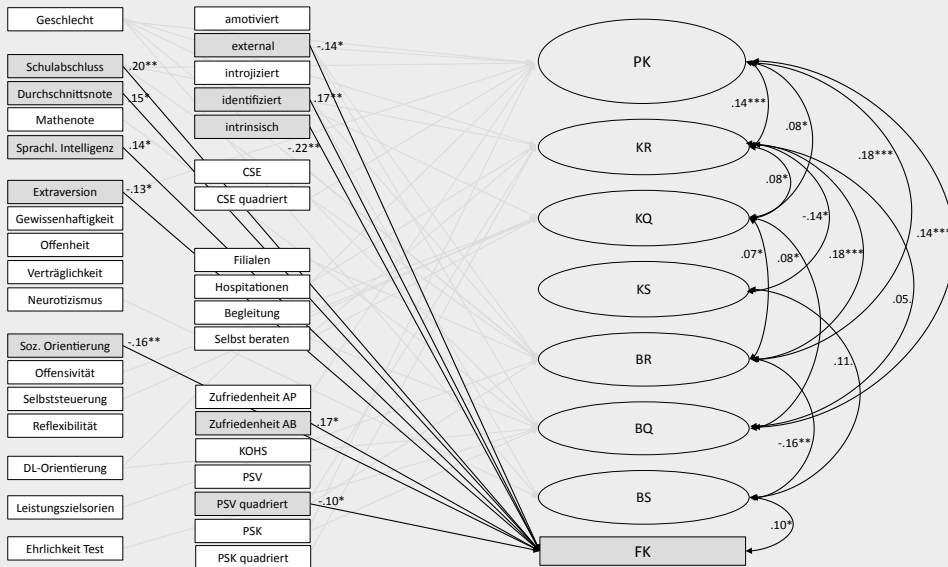 Geschlecht
Schulabschluss
.20**
Durchschnittsnote
.15*
Mathenote
Sprachl. Intelligenz
.14*
Extraversion
-.13*
Gewissenhaftigkeit
Offenheit
Verträglichkeit
Neurotizismus
Soz. Orientierung
-.16**
Offensivität
Selbststeuerung
Reflexibilität
DL-Orientierung
Leistungszielsorien
Ehrlichkeit Test
amotiviert
external
-.14*
introjiziert
identifiziert
.17**
intrinsisch
-.22**
CSE
CSE quadriert
Filialen
Hospitationen
Begleitung
Selbst beraten
Zufriedenheit AP
Zufriedenheit AB
.17*
KOHS
PSV
PSV quadriert
-.10*
PSK
PSK quadriert
PK
KR
KQ
KS
BR
BQ
BS
FK
.14***
.08*
.18***
.08*
-.14*
.14***
.07*
.08*
.18***
.05.
.11.
-.16**
.10*